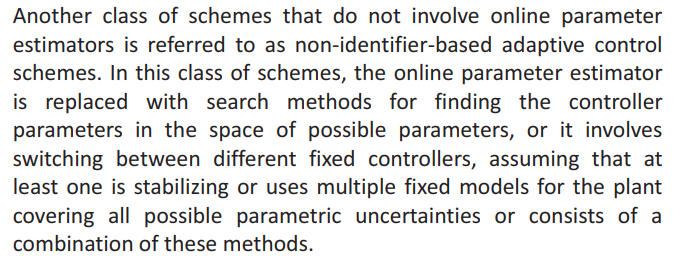 Another class of schemes that do not involve online parameter
estimators is referred to as non-identifier-based adaptive control
schemes. In this class of schemes, the online parameter estimator
is replaced with search methods for finding the controller
parameters in the space of possible parameters, or it involves
switching between different fixed controllers, assuming that at
least one is stabilizing or uses multiple fixed models for the plant
covering all possible parametric uncertainties or consists of a
combination of these methods.